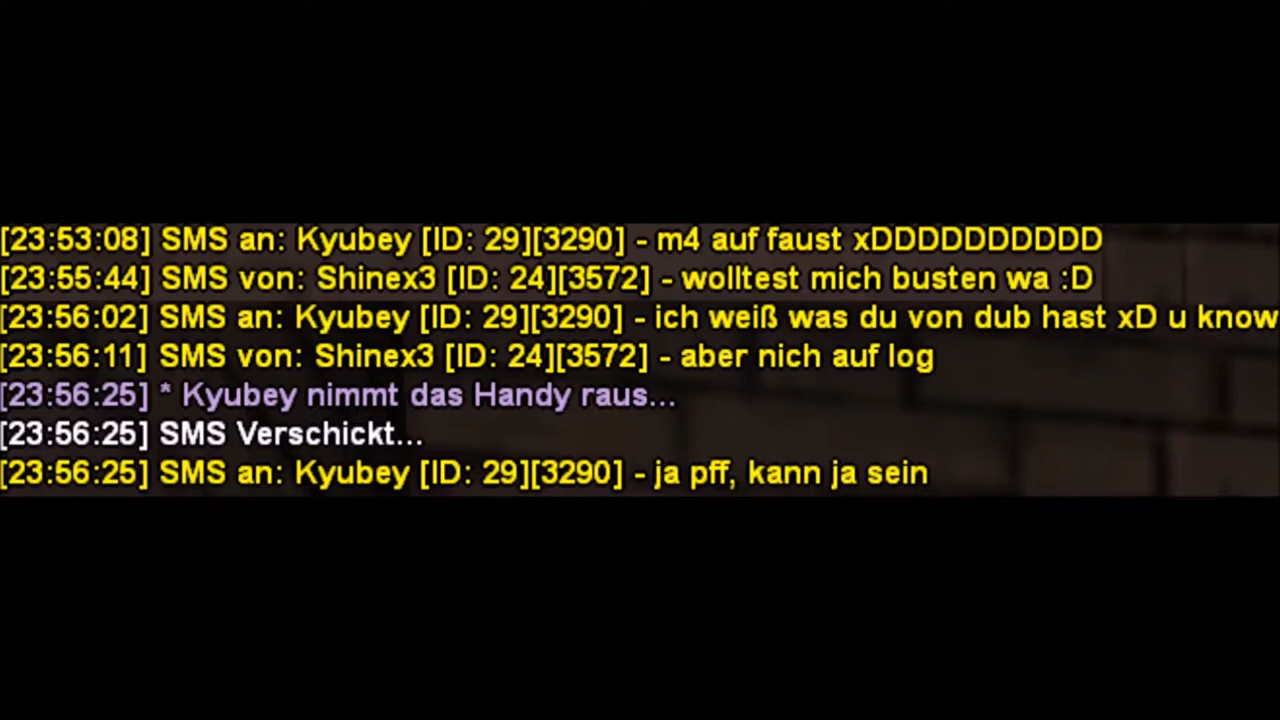 [23:53:08] SMS an: Kyubey [ID: 29][3290] - m4 auf faust xDDDDDDDDDD
[23:55:44] SMS von: Shinex3 [ID: 24][3572] - wolltest mich busten wa :D
[23:56:02] SMS an: Kyubey [ID: 29][3290] - ich weiß was du von dub hast xD u know
[23:56:11] SMS von: Shinex3 [ID: 24][3572] - aber nich auf log
[23:56:25] * Kyubey nimmt das Handy raus...
[23:56:25] SMS Verschickt...
[23:56:25] SMS an: Kyubey [ID: 29][3290] - ja pff, kann ja sein